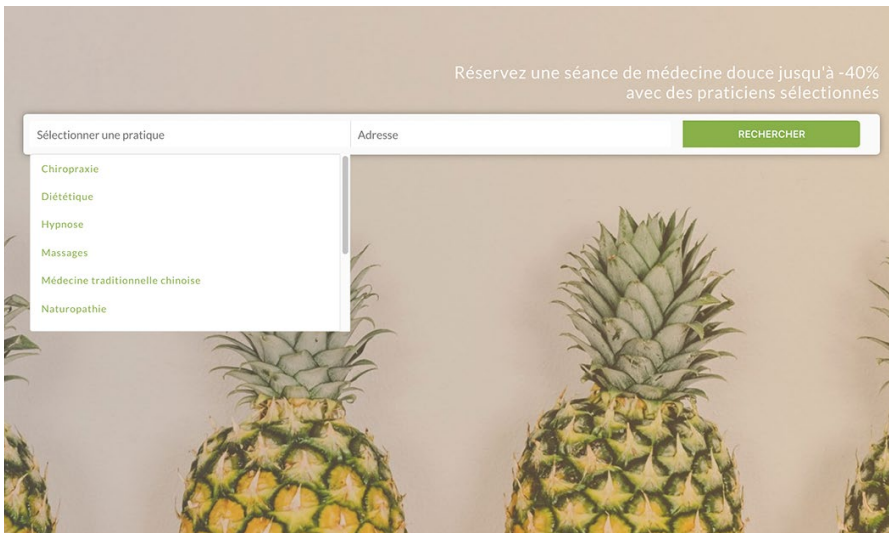 Réservez une séance de médecine douce jusqu'à -40%
avec des praticiens sélectionnés
Sélectionner une pratique
Adresse
RECHERCHER
Chiropraxie
Diététique
Hypnose
Massages
Médecine traditionnelle chinoise
Naturopathie